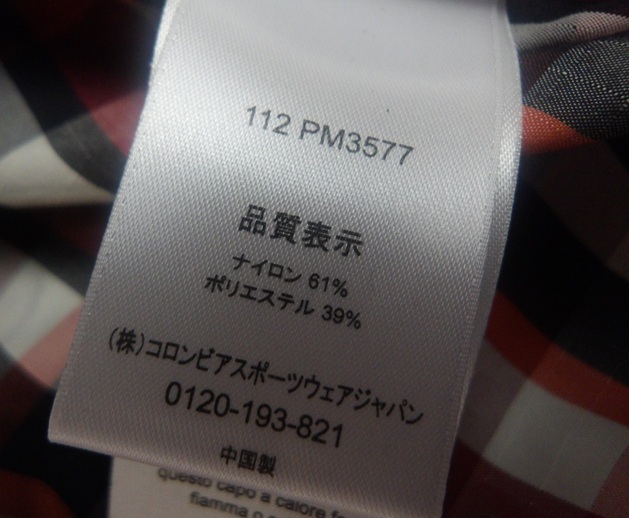 112 PM3577
品質表示
ナイロン 61%
ポリエステル 39%
(株)コロンビアスポーツウェアジャパン
0120-193-821
中国製
questo capo a calore
fiamma o